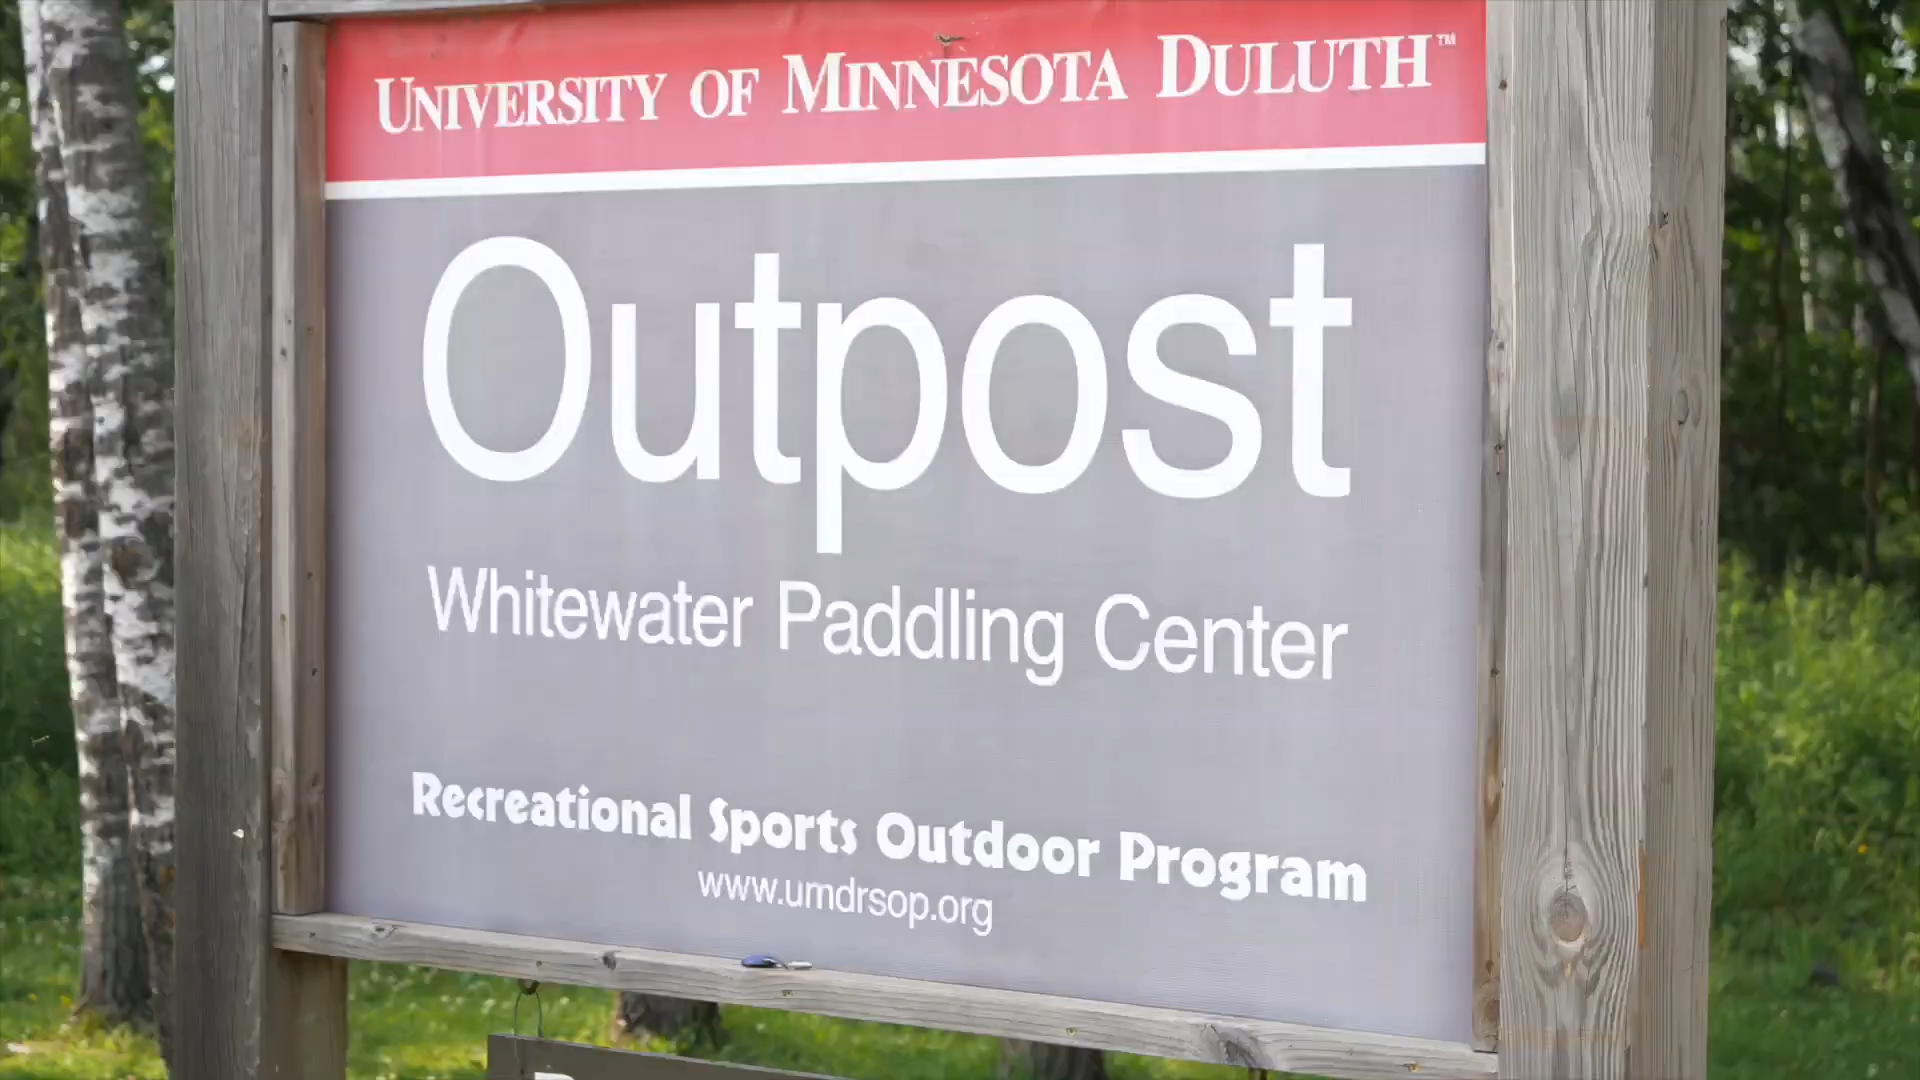 UNIVERSITY OF MINNESOTA DULUTH™
Outpost
Whitewater Paddling Center
Recreational Sports Outdoor Program
www.umdrsop.org